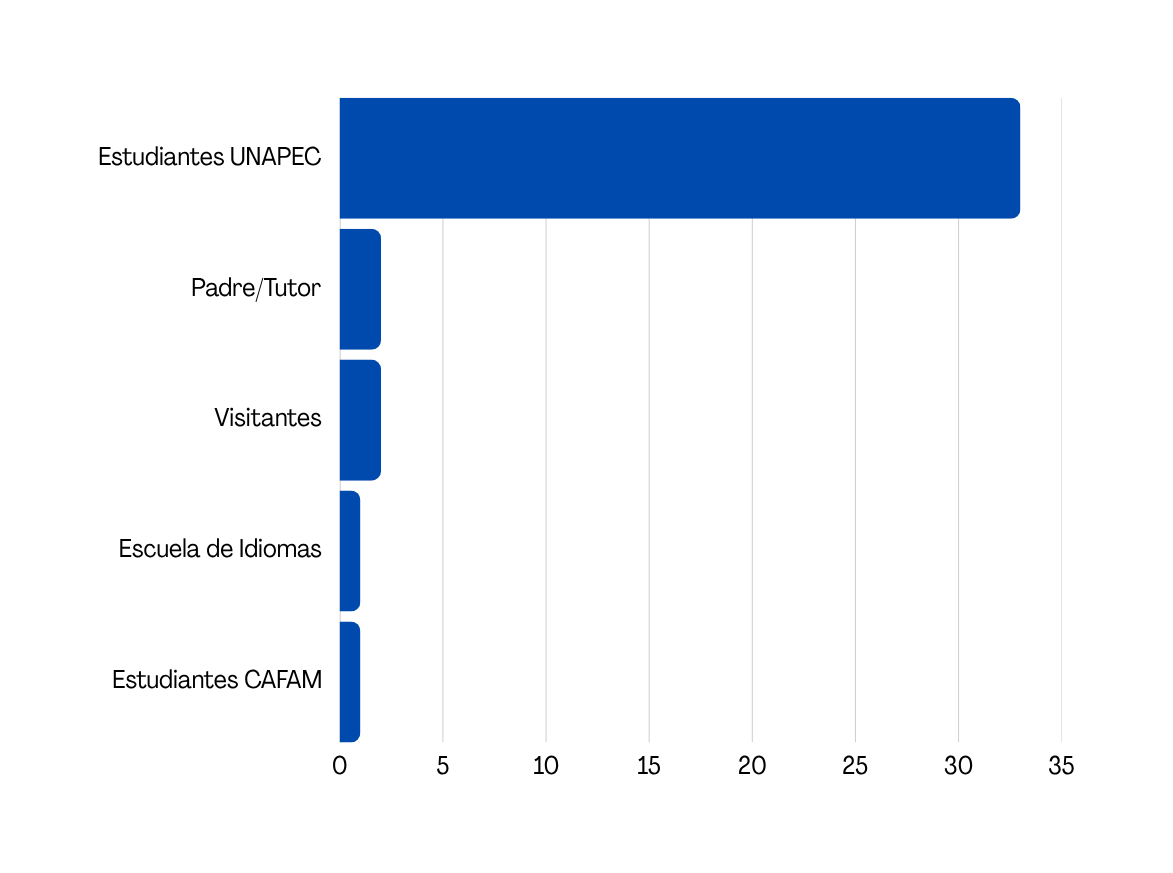 Estudiantes UNAPEC
Padre/Tutor
Visitantes
Escuela de Idiomas
Estudiantes CAFAM
0 5 10 15 20 25 30 35